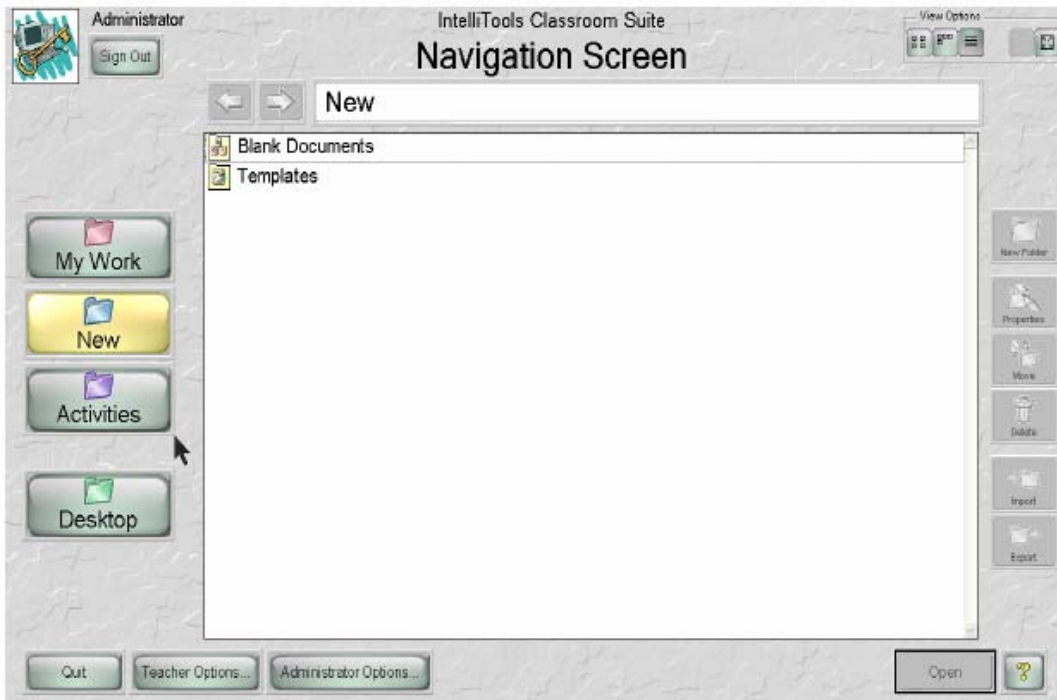 Administrator
Sign Out
IntelliTools Classroom Suite
Navigation Screen
View Options
New
Blank Documents
Templates
My Work
New
Activities
Desktop
New Folder
Properties
Move
Delete
Import
Export
Quit
Teacher Options...
Administrator Options...
Open
?